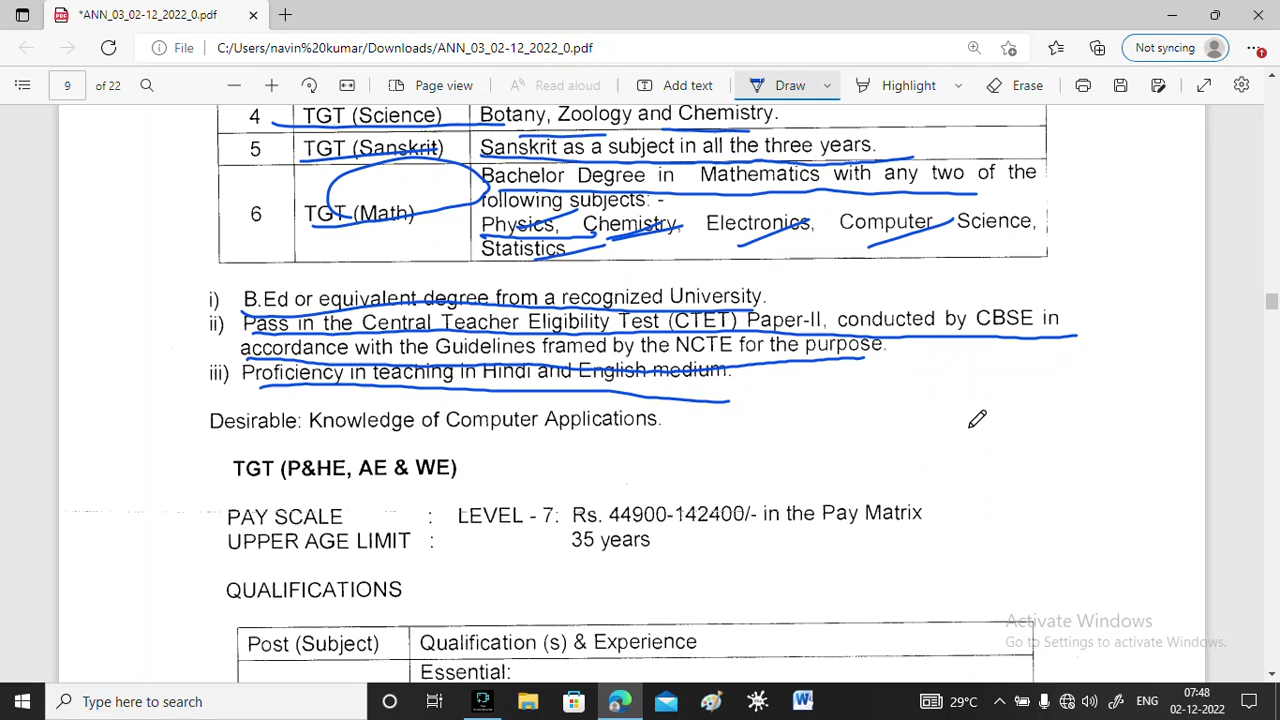 *ANN_03_02-12_2022_0.pdf
File C:/Users/navin%20kumar/Downloads/ANN_03_02-12_2022_0.pdf Not syncing
9 of 22 Page view Read aloud Add text Draw Highlight Erase
4 TGT (Science) Botany, Zoology and Chemistry.
5 TGT (Sanskrit) Sanskrit as a subject in all the three years.
Bachelor Degree in Mathematics with any two of the
following subjects: -
6 TGT (Math)
Physics, Chemistry, Electronics, Computer Science,
Statistics
i) B.Ed or equivalent degree from a recognized University.
ii) Pass in the Central Teacher Eligibility Test (CTET) Paper-II, conducted by CBSE in
accordance with the Guidelines framed by the NCTE for the purpose.
iii) Proficiency in teaching in Hindi and English medium.
Desirable: Knowledge of Computer Applications.
TGT (P&HE, AE & WE)
PAY SCALE : LEVEL - 7: Rs. 44900-142400/- in the Pay Matrix
UPPER AGE LIMIT : 35 years
QUALIFICATIONS
Post (Subject) Qualification (s) & Experience
Essential:
Activate Windows
Go to Settings to activate Windows.
Type here to search 29°C ENG 07:48
02-12-2022